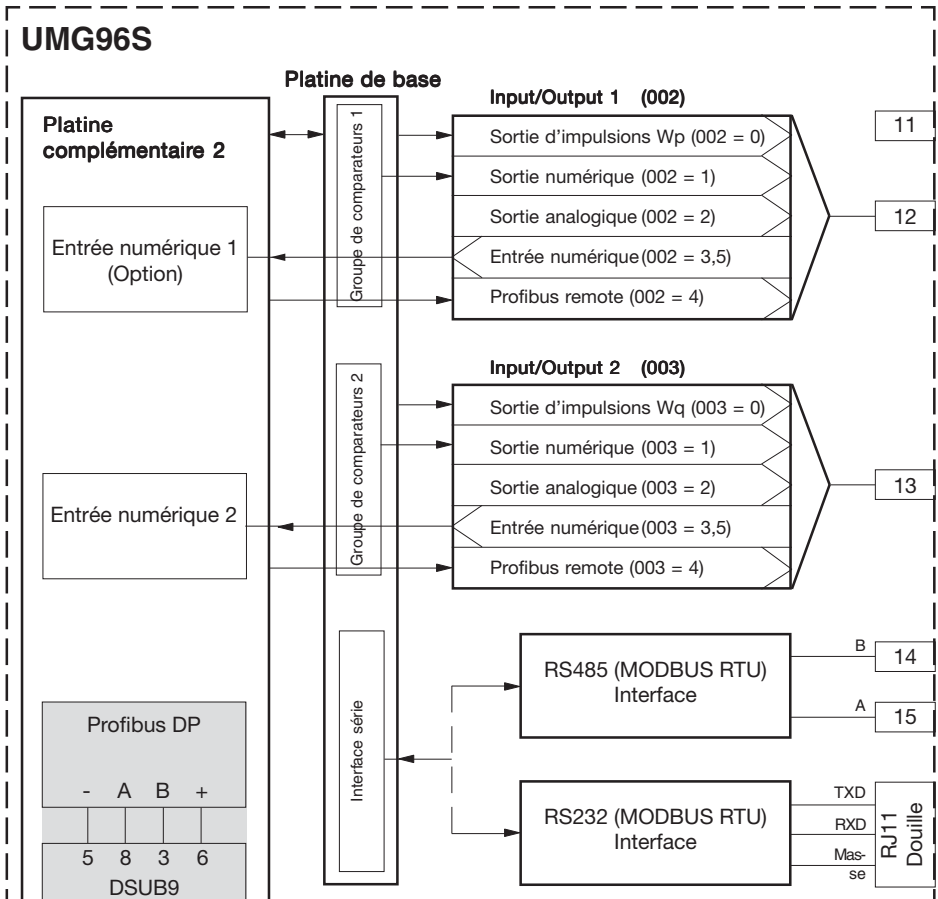 UMG96S
Platine de base
Platine
complémentaire 2
Entrée numérique 1
(Option)
Entrée numérique 2
Profibus DP
- A B +
5 8 3 6
DSUB9
Groupe de comparateurs 1
Groupe de comparateurs 2
Interface série
Input/Output 1 (002)
Sortie d'impulsions Wp (002 = 0)
Sortie numérique (002 = 1)
Sortie analogique (002 = 2)
Entrée numérique (002 = 3,5)
Profibus remote (002 = 4)
11
12
Input/Output 2 (003)
Sortie d'impulsions Wq (003 = 0)
Sortie numérique (003 = 1)
Sortie analogique (003 = 2)
Entrée numérique (003 = 3,5)
Profibus remote (003 = 4)
13
RS485 (MODBUS RTU)
Interface
B
14
A
15
RS232 (MODBUS RTU)
Interface
TXD
RXD
Mas-
se
RJ11
Douille